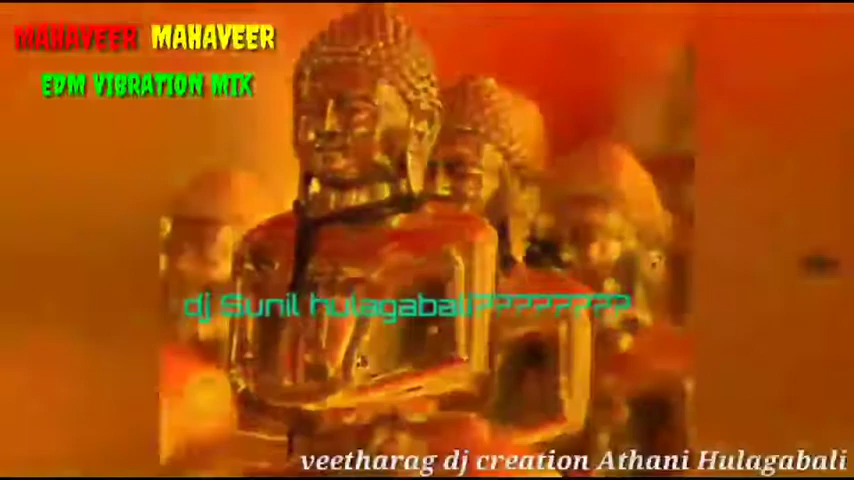 MAHAVEER MAHAVEER
EDM VIBRATION MIX
dj Sunil hulagabali?????????
veetharag dj creation Athani Hulagabali